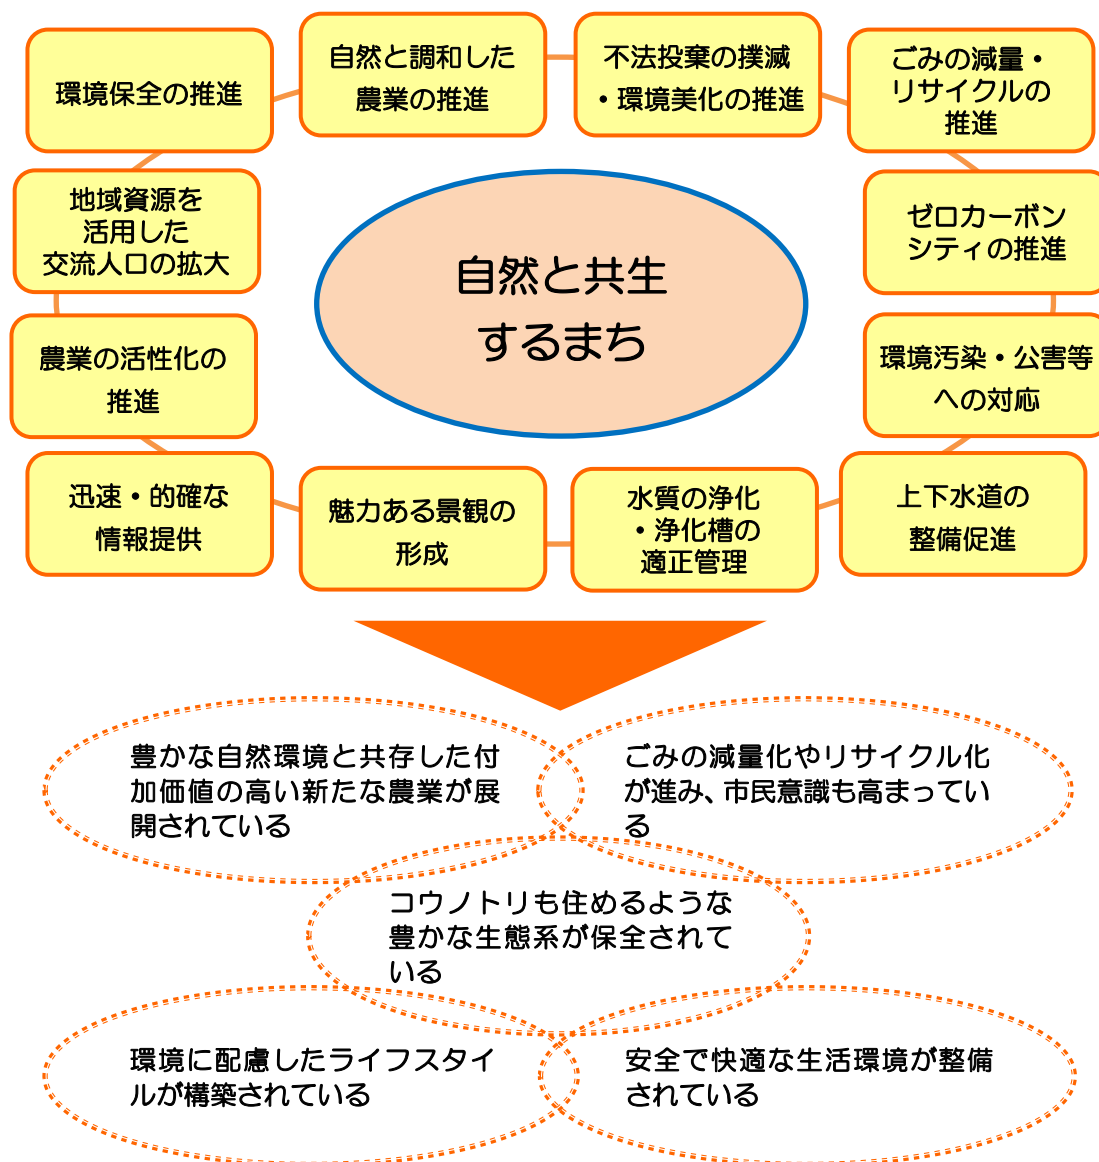 環境保全の推進
自然と調和した
農業の推進
不法投棄の撲滅
・環境美化の推進
ごみの減量・
リサイクルの
推進
地域資源を
活用した
交流人口の拡大
自然と共生
するまち
ゼロカーボン
シティの推進
農業の活性化の
推進
環境汚染・公害等
への対応
迅速・的確な
情報提供
魅力ある景観の
形成
水質の浄化
・浄化槽の
適正管理
上下水道の
整備促進
豊かな自然環境と共存した付
加価値の高い新たな農業が展
開されている
ごみの減量化やリサイクル化
が進み、市民意識も高まってい
る
コウノトリも住めるような
豊かな生態系が保全されて
いる
環境に配慮したライフスタイ
ルが構築されている
安全で快適な生活環境が整備
されている